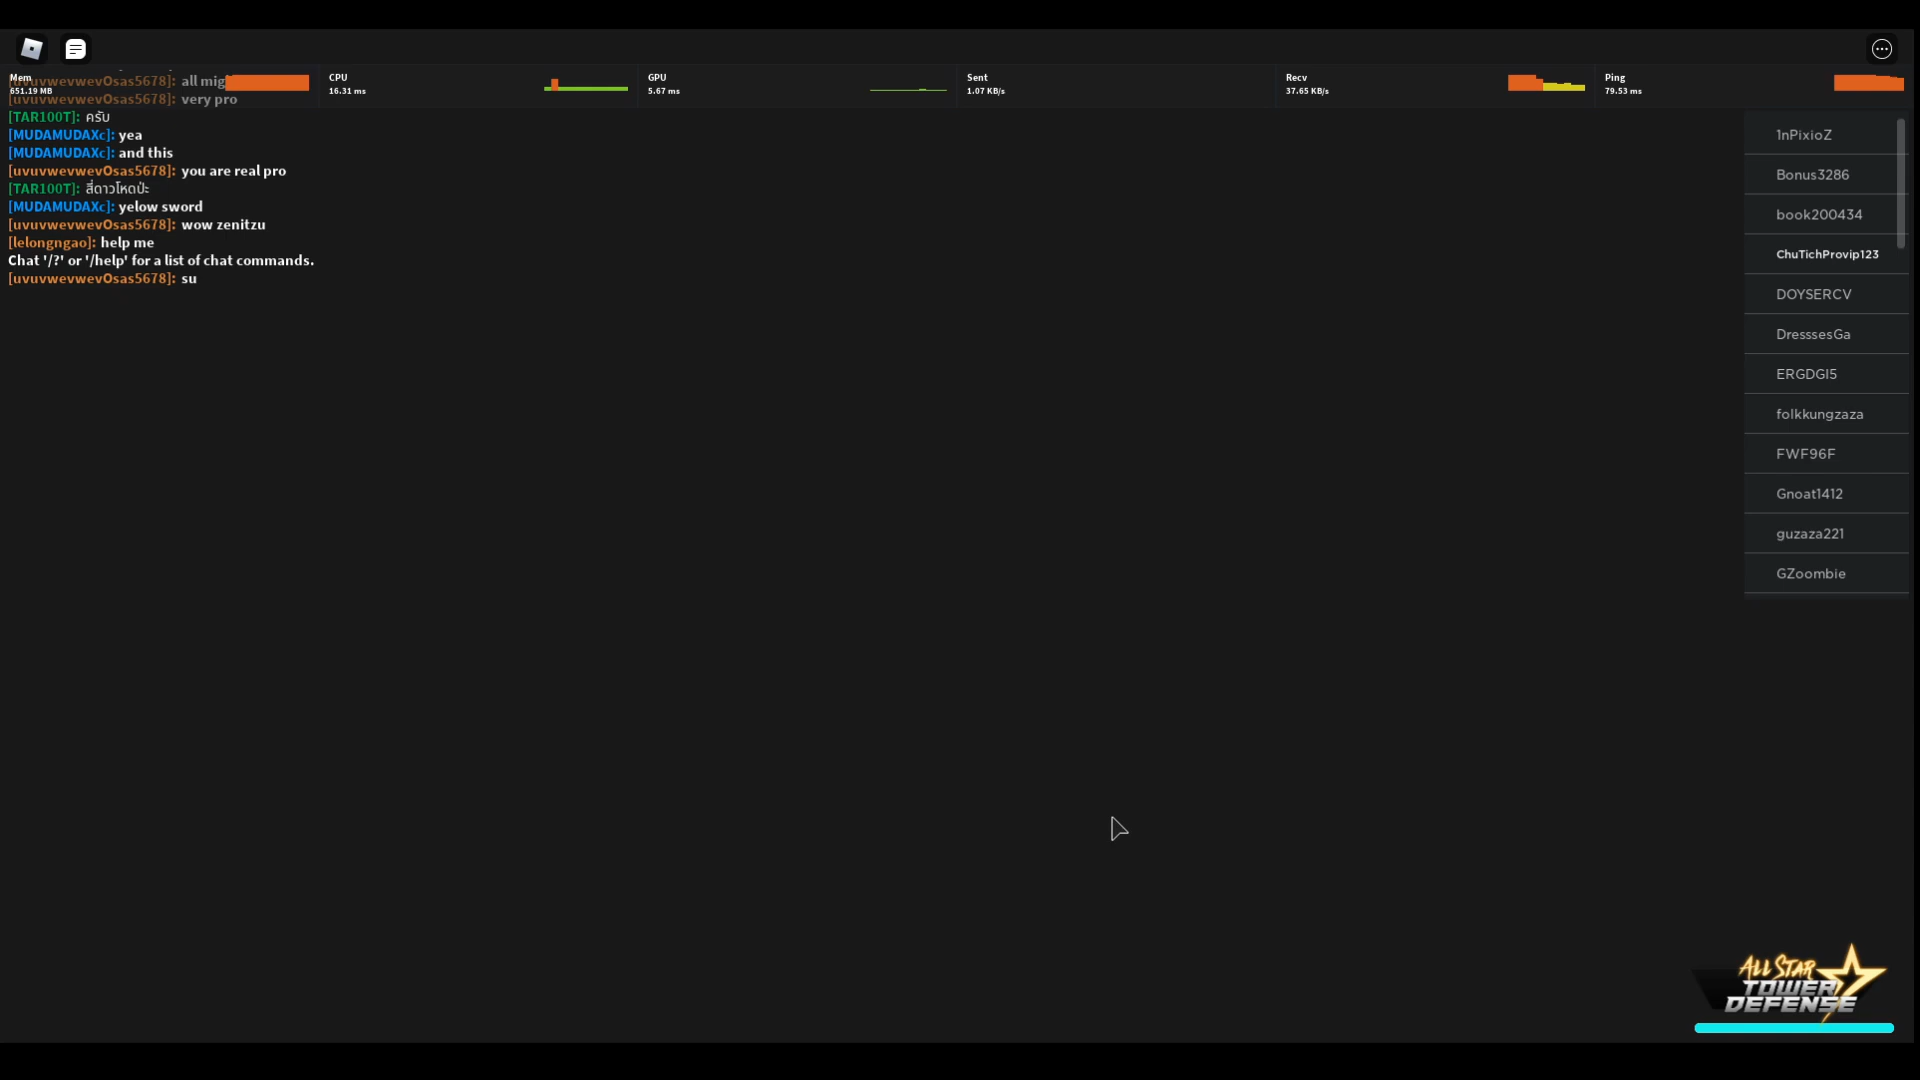 Mem
651.19 MB
CPU
16.31 ms
GPU
5.67 ms
Sent
1.07 KB/s
Recv
37.65 KB/s
Ping
79.53 ms
[uvuvwevwevOsas5678]: all mig
[uvuvwevwevOsas5678]: very pro
[TAR100T]: ครับ
[MUDAMUDAXc]: yea
[MUDAMUDAXc]: and this
[uvuvwevwevOsas5678]: you are real pro
[TAR100T]: สี่ดาวโหดป่ะ
[MUDAMUDAXc]: yelow sword
[uvuvwevwevOsas5678]: wow zenitzu
[lelongngao]: help me
Chat '/?' or '/help' for a list of chat commands.
[uvuvwevwevOsas5678]: su
1nPixioZ
Bonus3286
book200434
ChuTichProvip123
DOYSERCV
DresssesGa
ERGDGI5
folkkungzaza
FWF96F
Gnoat1412
guzaza221
GZoombie
ALL STAR
TOWER
DEFENSE